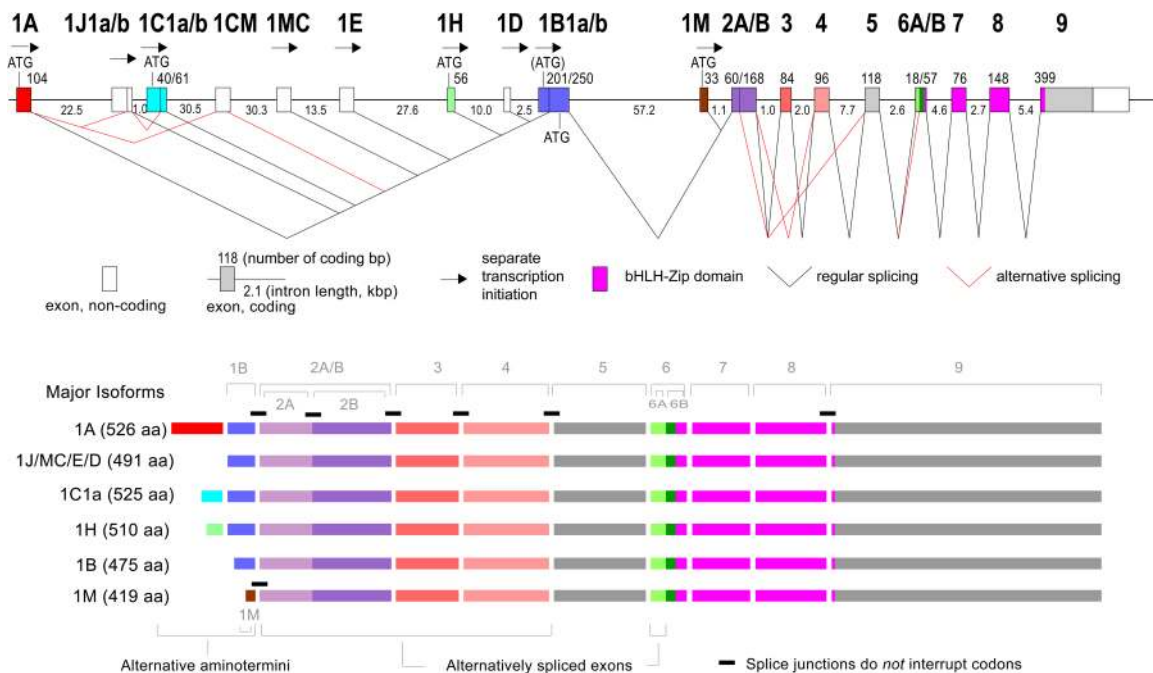 1A 1J1a/b 1C1a/b 1CM 1MC 1E 1H 1D 1B1a/b 1M 2A/B 3 4 5 6A/B 7 8 9
ATG ATG ATG (ATG) ATG
104 40/61 56 201/250 33 60/168 84 96 118 18/57 76 148 399
22.5 1.0 30.5 30.3 13.5 27.6 10.0 2.5 57.2 1.1 1.0 2.0 7.7 2.6 4.6 2.7 5.4
ATG
118 (number of coding bp)
2.1 (intron length, kbp)
exon, non-coding
exon, coding
separate
transcription
initiation
bHLH-Zip domain
regular splicing
alternative splicing
1B 2A/B 3 4 5 6 7 8 9
Major Isoforms
2A 2B 6A 6B
1A (526 aa)
1J/MC/E/D (491 aa)
1C1a (525 aa)
1H (510 aa)
1B (475 aa)
1M (419 aa)
1M
Alternative aminotermini
Alternatively spliced exons
Splice junctions do not interrupt codons